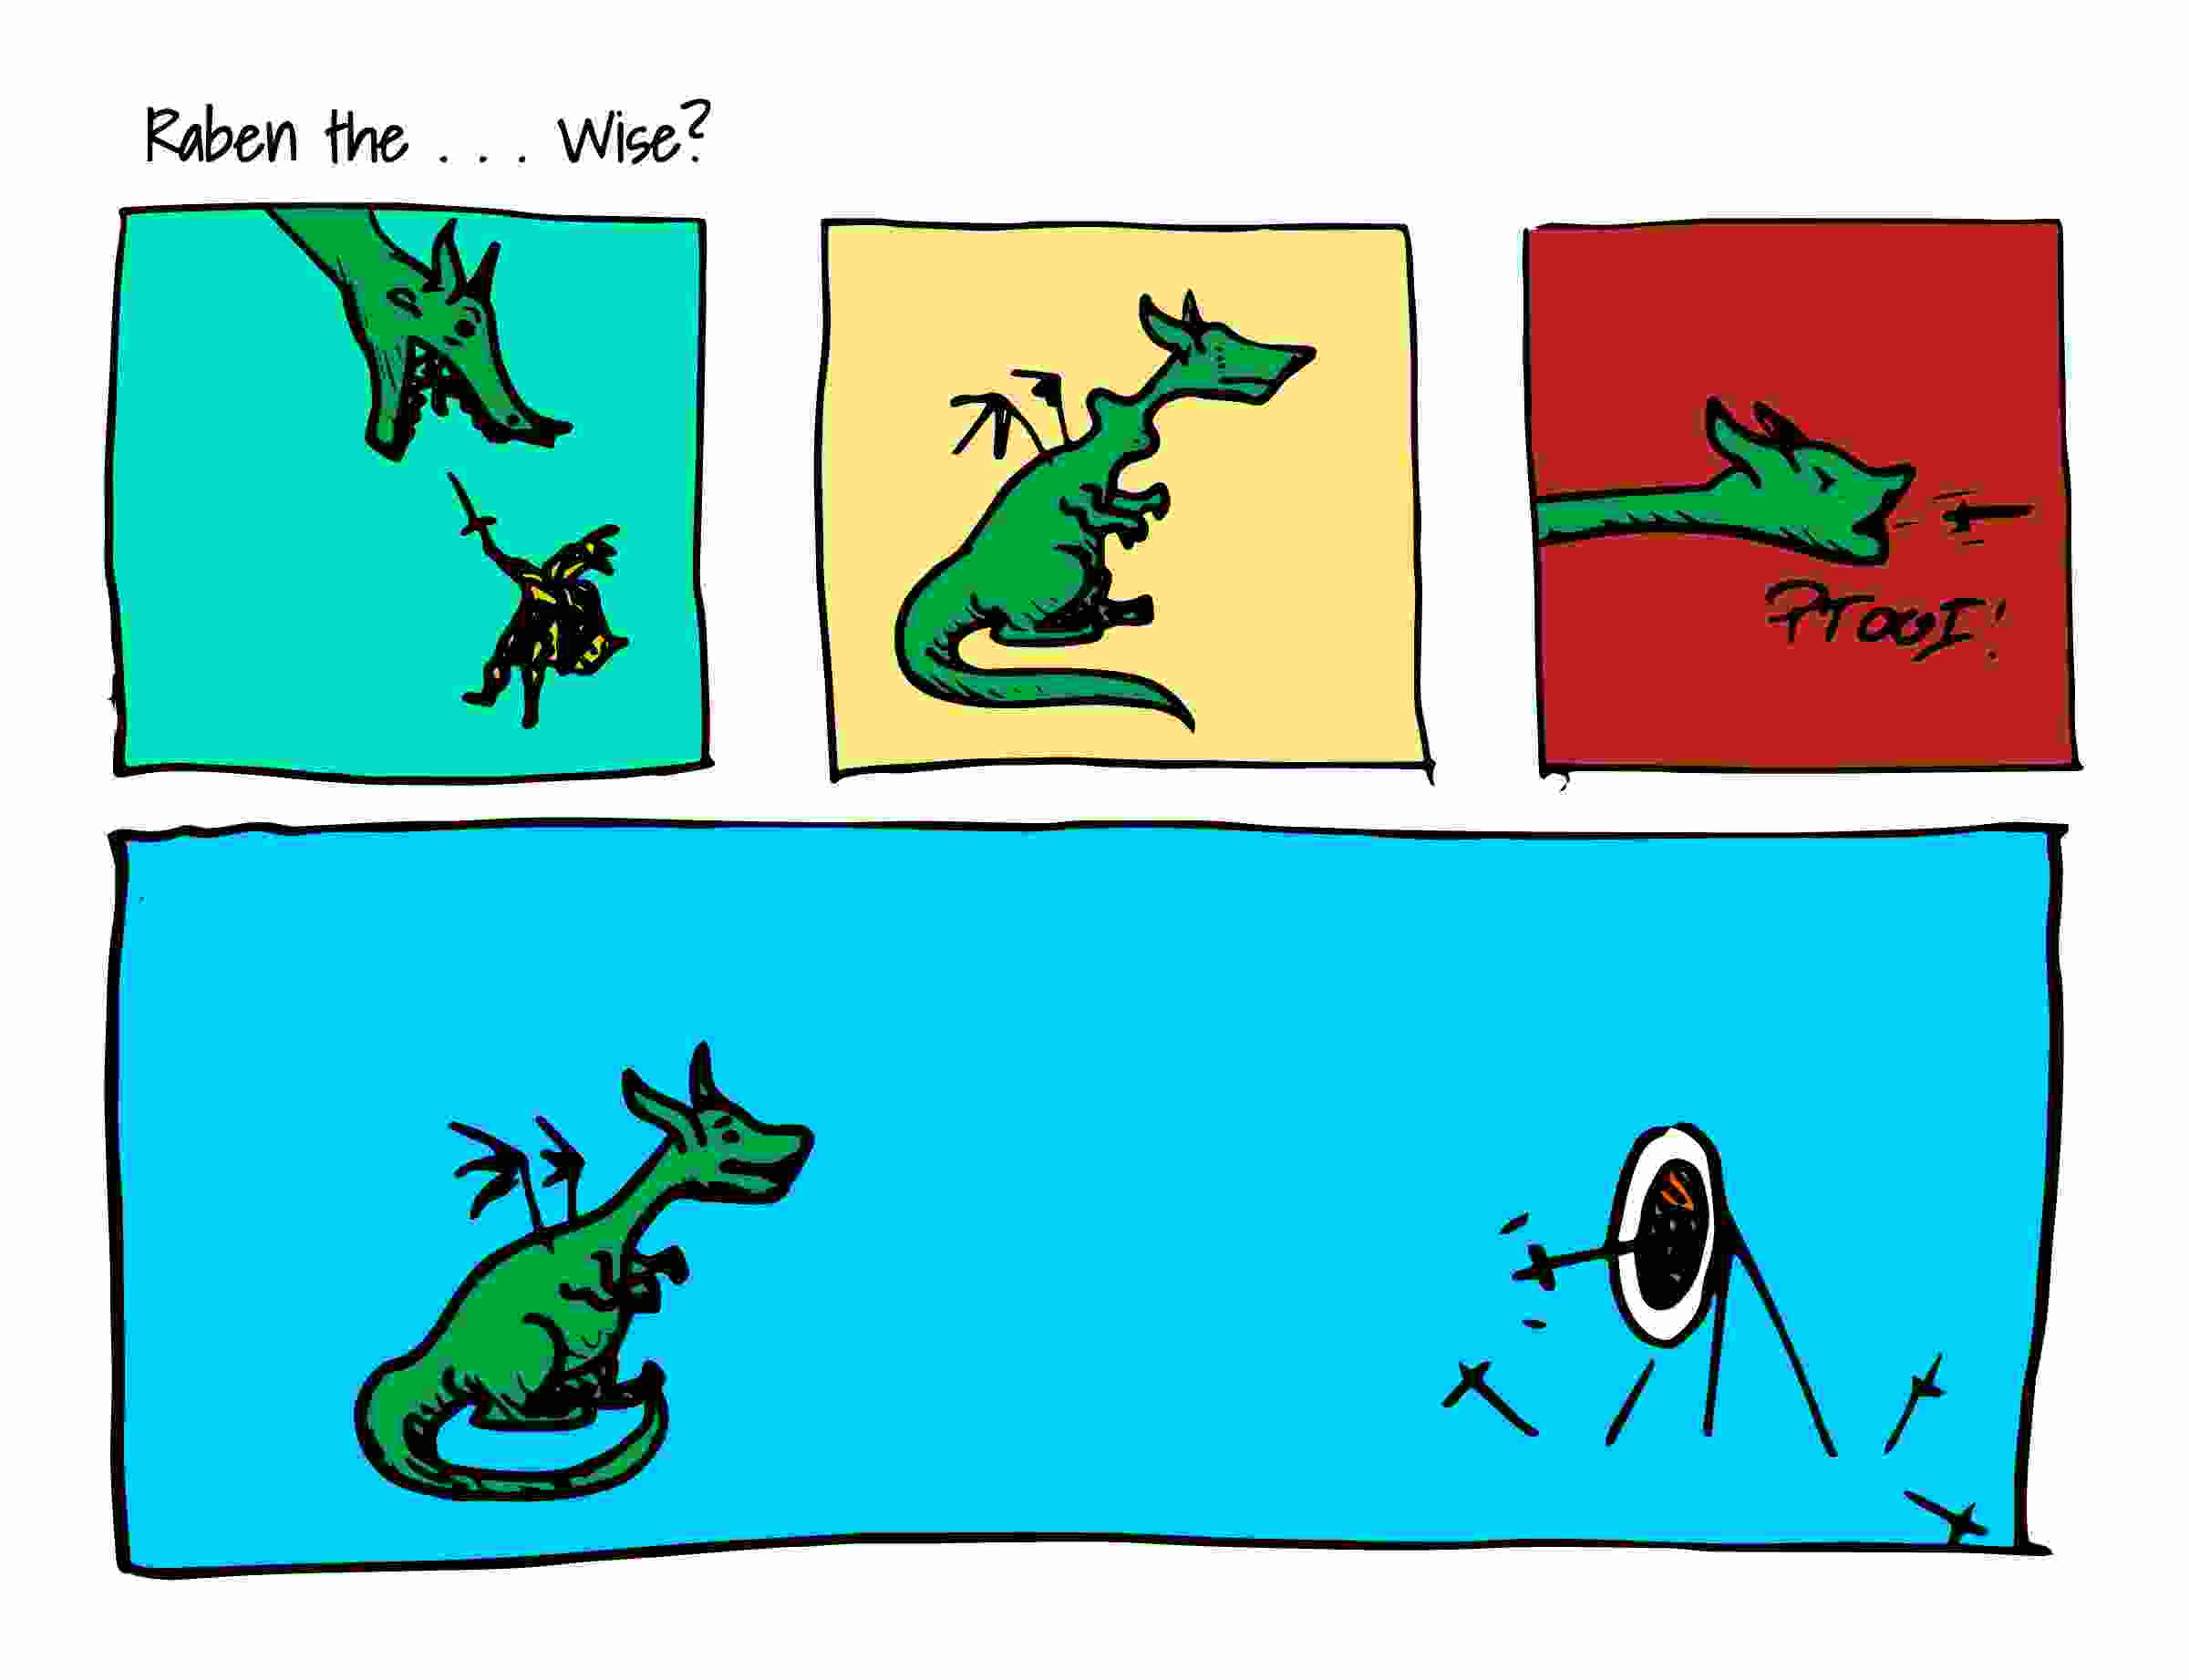 Raben the . . . Wise?
PTOOI!